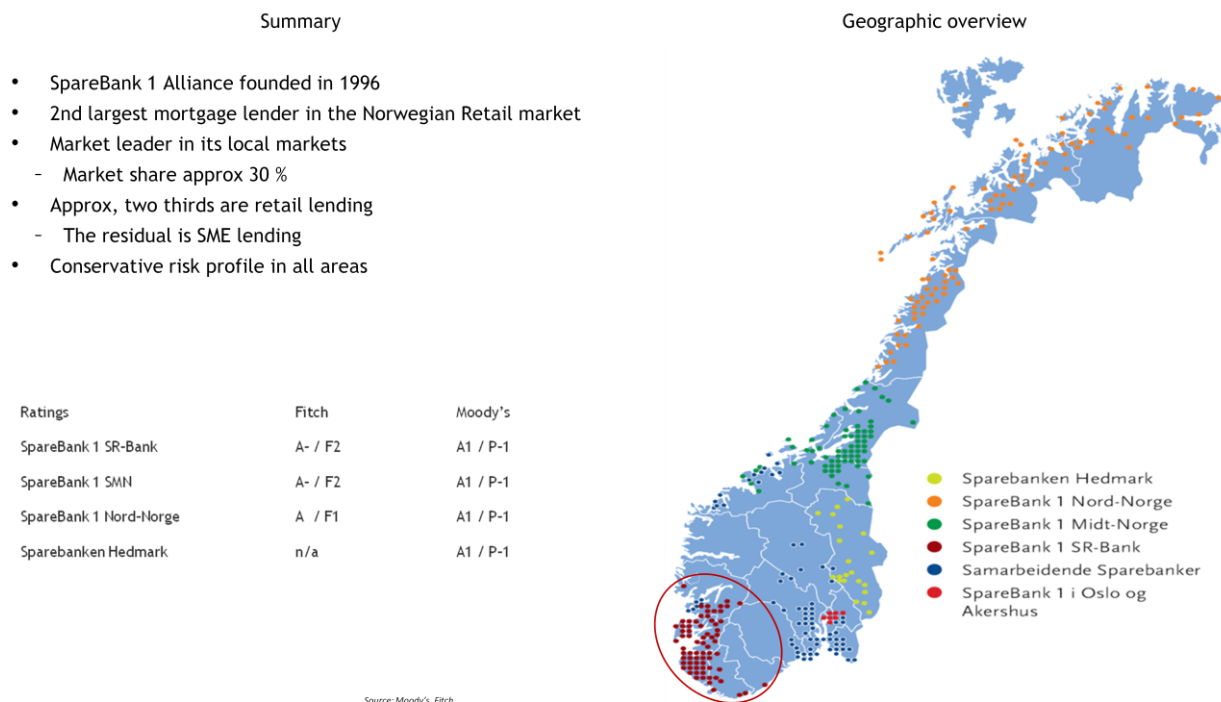 Summary
• SpareBank 1 Alliance founded in 1996
• 2nd largest mortgage lender in the Norwegian Retail market
• Market leader in its local markets
– Market share approx 30 %
• Approx, two thirds are retail lending
– The residual is SME lending
• Conservative risk profile in all areas
Ratings Fitch Moody's
SpareBank 1 SR-Bank A- / F2 A1 / P-1
SpareBank 1 SMN A- / F2 A1 / P-1
SpareBank 1 Nord-Norge A / F1 A1 / P-1
Sparebanken Hedmark n/a A1 / P-1
Source: Moody's, Fitch
Geographic overview
Sparebanken Hedmark
SpareBank 1 Nord-Norge
SpareBank 1 Midt-Norge
SpareBank 1 SR-Bank
Samarbeidende Sparebanker
SpareBank 1 i Oslo og
Akershus